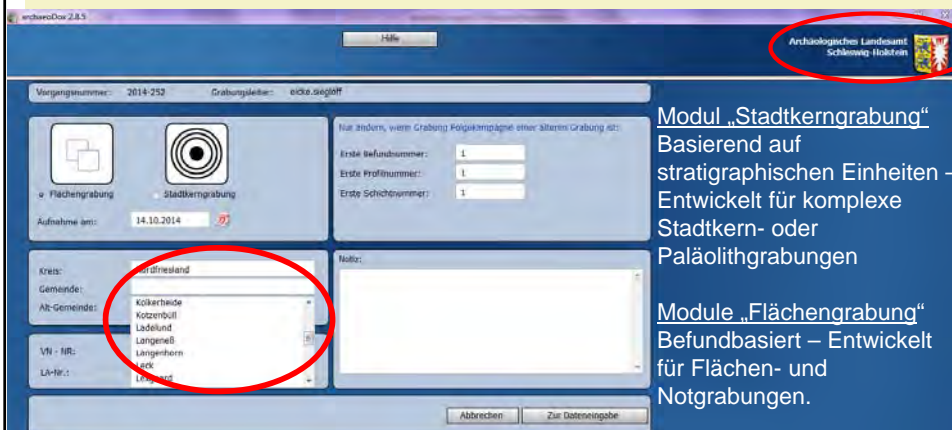 archaeoDox 2.8.5
Hilfe
Archäologisches Landesamt
Schleswig-Holstein
Vorgangsnummer: 2014-252 Grabungsleiter: eicke.siegloff
Flächengrabung Stadtkerngrabung
Aufnahme am: 14.10.2014
Nur ändern, wenn Grabung Folgekampagne einer älteren Grabung ist:
Erste Befundnummer: 1
Erste Profilnummer: 1
Erste Schichtnummer: 1
Kreis: Nordfriesland
Gemeinde:
Alt-Gemeinde:
Kolkerheide
Kotzenbüll
Ladelund
Langeneß
Langenhorn
Leck
Lexgaard
VN - NR:
LA-Nr.:
Notiz:
Abbrechen Zur Dateneingabe
Modul „Stadtkerngrabung"
Basierend auf
stratigraphischen Einheiten –
Entwickelt für komplexe
Stadtkern- oder
Paläolithgrabungen
Module „Flächengrabung"
Befundbasiert – Entwickelt
für Flächen- und
Notgrabungen.